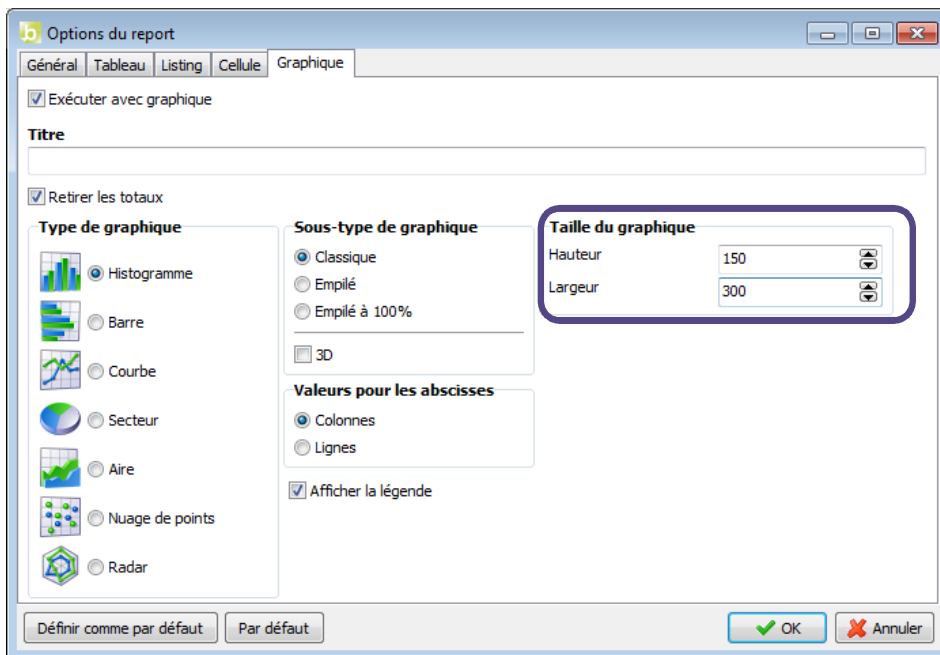 Options du report
Général Tableau Listing Cellule Graphique
Exécuter avec graphique
Titre
Retirer les totaux
Type de graphique
Histogramme
Barre
Courbe
Secteur
Aire
Nuage de points
Radar
Sous-type de graphique
Classique
Empilé
Empilé à 100%
3D
Valeurs pour les abscisses
Colonnes
Lignes
Afficher la légende
Taille du graphique
Hauteur 150
Largeur 300
Définir comme par défaut Par défaut OK Annuler